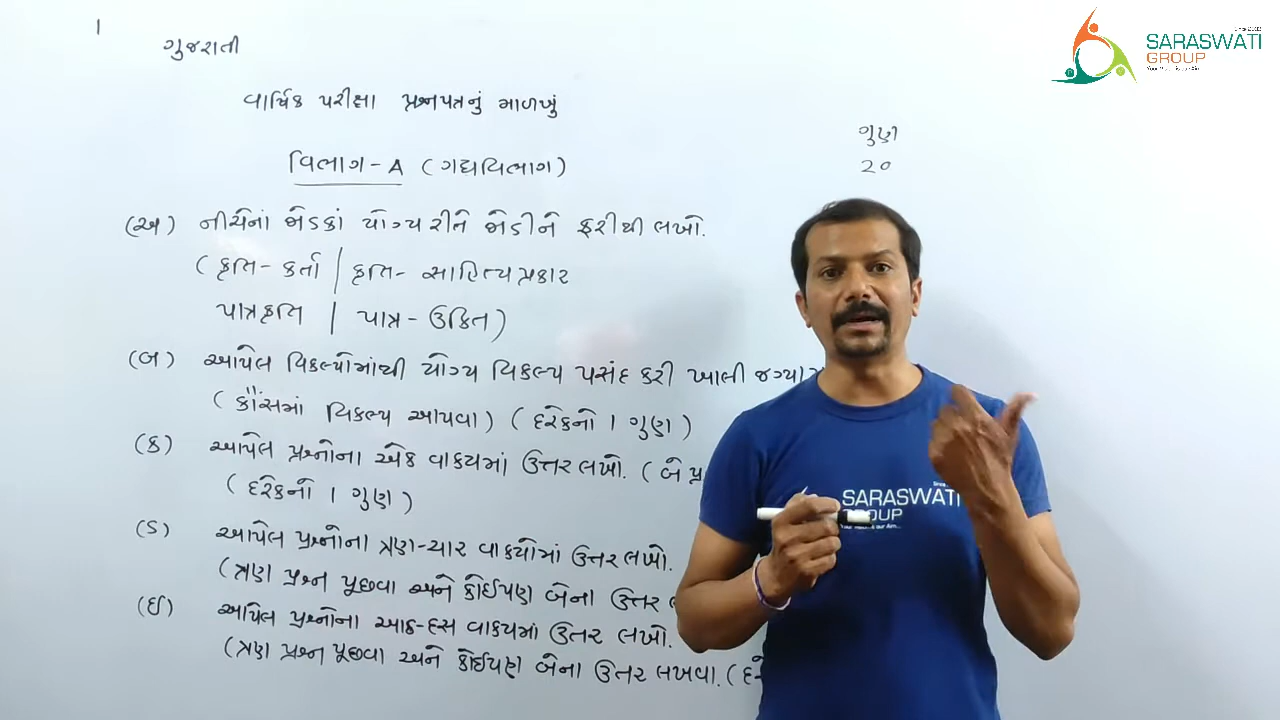 1
ગુજરાતી
SARASWATI
GROUP
વાર્ષિક પરીક્ષા પ્રશ્નપત્રનું માળખું
ગુણ
વિભાગ - A (ગદ્યવિભાગ)
20
(અ) નીચેનાં જોડકાં યોગ્ય રીતે જોડીને ફરીથી લખો.
(કૃતિ - કર્તા | કૃતિ - સાહિત્ય પ્રકાર
પાત્રકૃતિ | પાત્ર - ઉક્તિ)
(બ) આપેલ વિકલ્પોમાંથી યોગ્ય વિકલ્પ પસંદ કરી ખાલી
(કૌંસમાં વિકલ્પ આપવા) (દરેકનો 1 ગુણ)
(ક) આપેલ પ્રશ્નોના એક વાક્યમાં ઉત્તર લખો. (બે
(દરેકનો 1 ગુણ)
(ડ) આપેલ પ્રશ્નોના ત્રણ-ચાર વાક્યોમાં ઉત્તર લખો.
(ત્રણ પ્રશ્ન પૂછવા અને કોઈપણ બેના ઉત્તર
(ઈ) આપેલ પ્રશ્નોના આઠ-દસ વાક્યમાં ઉત્તર લખો.
(ત્રણ પ્રશ્ન પૂછવા અને કોઈપણ બેના ઉત્તર લખવા.
SARASWATI
GROUP